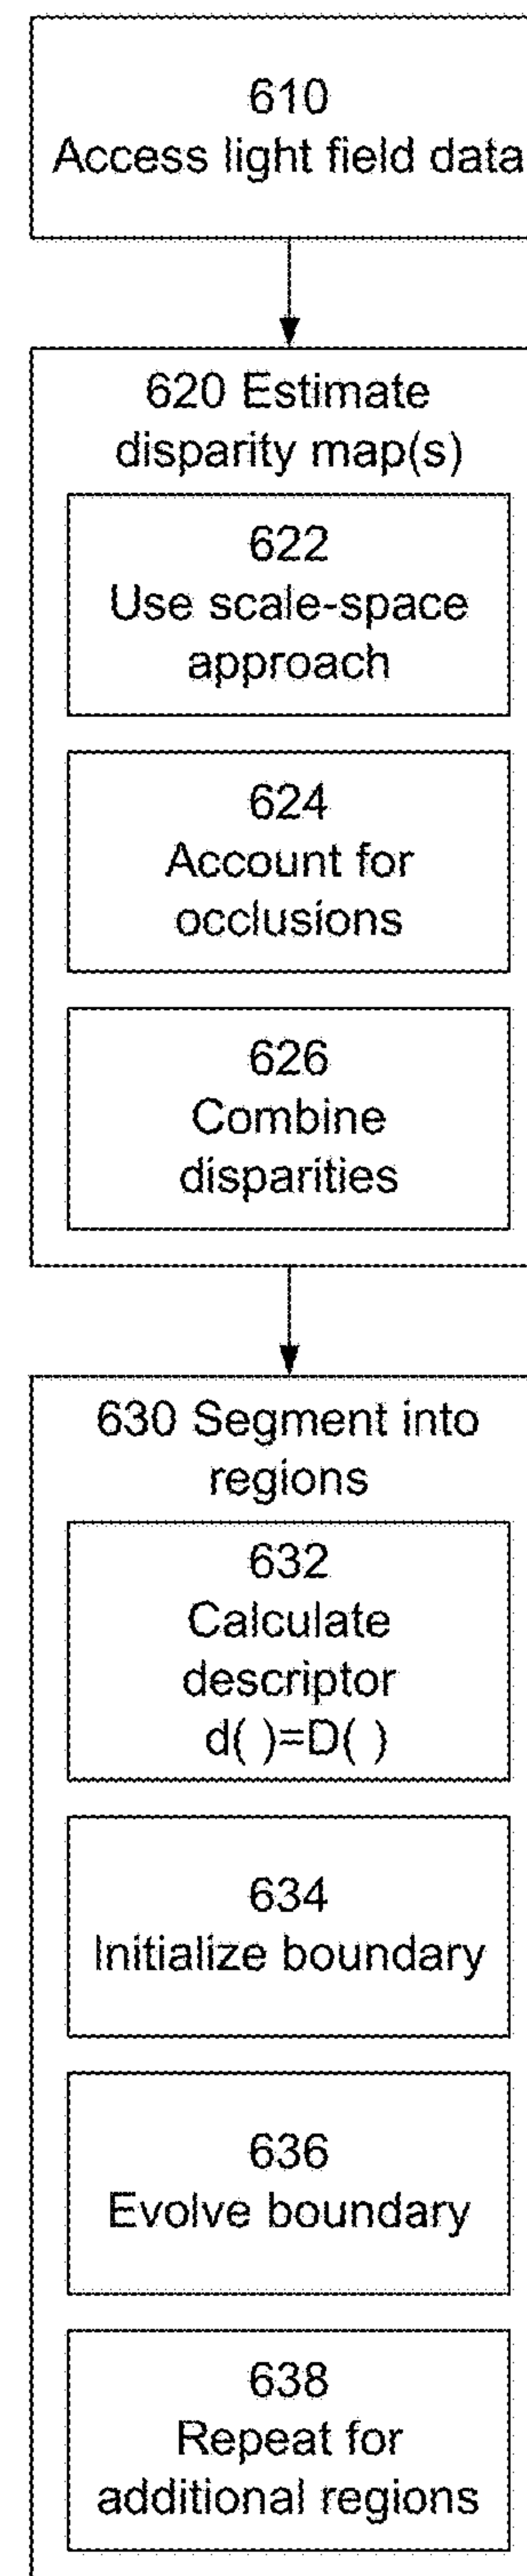 610
Access light field data
620 Estimate
disparity map(s)
622
Use scale-space
approach
624
Account for
occlusions
626
Combine
disparities
630 Segment into
regions
632
Calculate
descriptor
d( )=D( )
634
Initialize boundary
636
Evolve boundary
638
Repeat for
additional regions